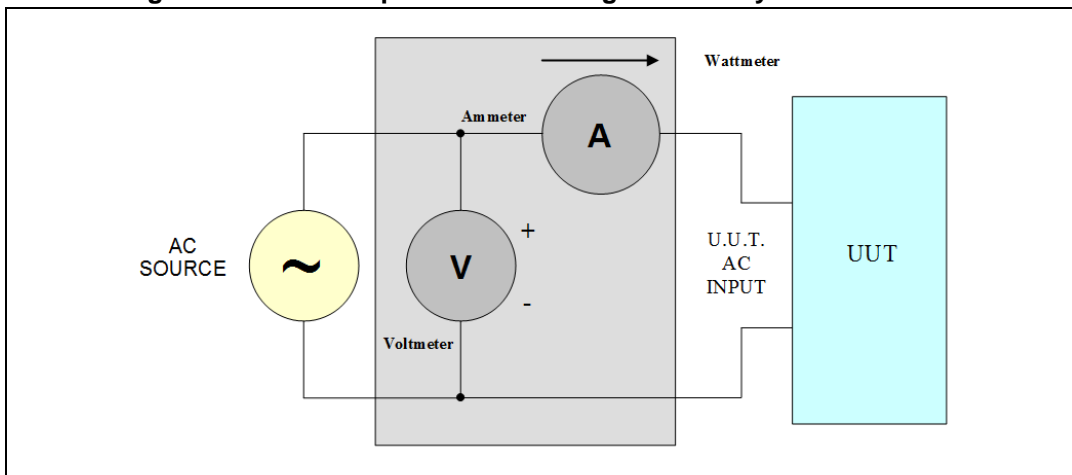 Wattmeter
Ammeter
A
AC
SOURCE
~
V
+
-
U.U.T.
AC
INPUT
UUT
Voltmeter